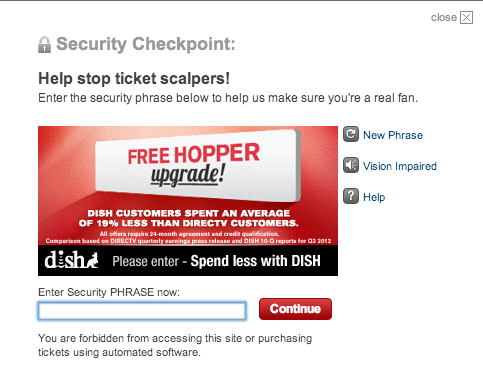 close
Security Checkpoint:
Help stop ticket scalpers!
Enter the security phrase below to help us make sure you're a real fan.
FREE HOPPER
upgrade!
DISH CUSTOMERS SPENT AN AVERAGE
OF 19% LESS THAN DIRECTV CUSTOMERS.
All offers require 24-month agreement and credit qualification.
Comparison based on DIRECTV quarterly earnings press release and DISH 10-Q reports for Q3 2012
dish Please enter - Spend less with DISH
New Phrase
Vision Impaired
? Help
Enter Security PHRASE now:
Continue
You are forbidden from accessing this site or purchasing
tickets using automated software.